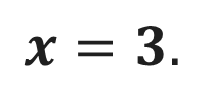 x = 3.